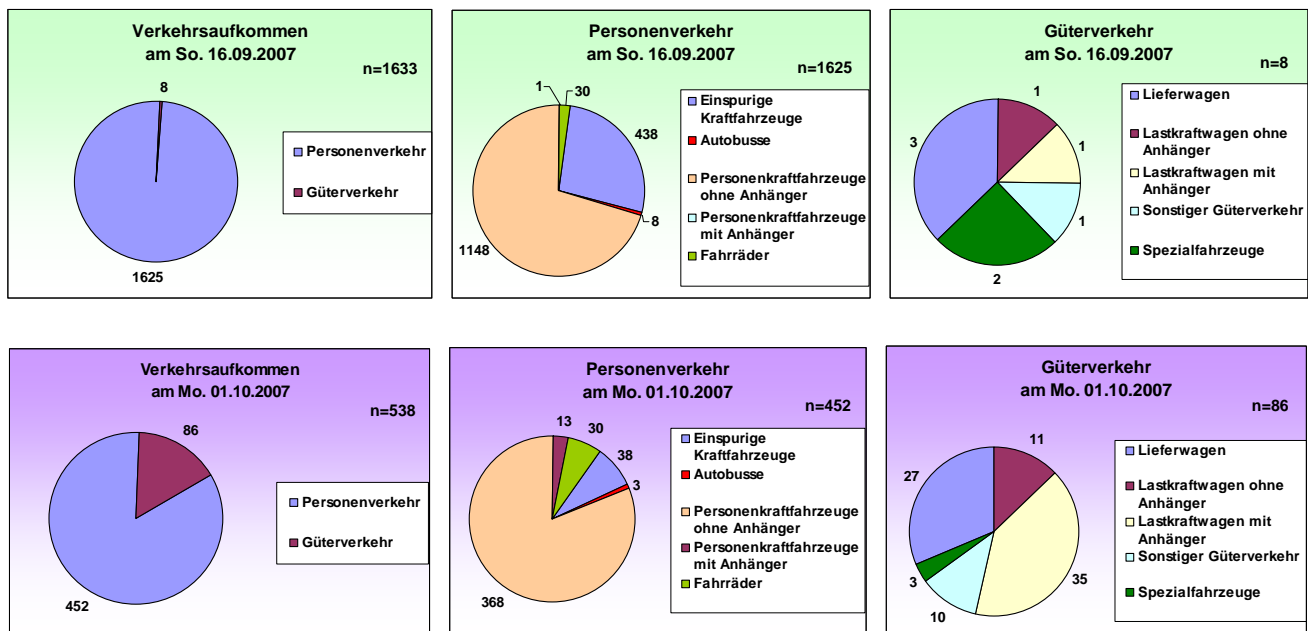 Verkehrsaufkommen
am So. 16.09.2007
n=1633
8
1625
Personenverkehr
Güterverkehr
Personenverkehr
am So. 16.09.2007
n=1625
1
30
438
8
1148
Einspurige
Kraftfahrzeuge
Autobusse
Personenkraftfahrzeuge
ohne Anhänger
Personenkraftfahrzeuge
mit Anhänger
Fahrräder
Güterverkehr
am So. 16.09.2007
n=8
1
3
1
1
2
Lieferwagen
Lastkraftwagen ohne
Anhänger
Lastkraftwagen mit
Anhänger
Sonstiger Güterverkehr
Spezialfahrzeuge
Verkehrsaufkommen
am Mo. 01.10.2007
n=538
86
452
Personenverkehr
Güterverkehr
Personenverkehr
am Mo. 01.10.2007
n=452
13
30
38
3
368
Einspurige
Kraftfahrzeuge
Autobusse
Personenkraftfahrzeuge
ohne Anhänger
Personenkraftfahrzeuge
mit Anhänger
Fahrräder
Güterverkehr
am Mo. 01.10.2007
n=86
11
27
35
3
10
Lieferwagen
Lastkraftwagen ohne
Anhänger
Lastkraftwagen mit
Anhänger
Sonstiger Güterverkehr
Spezialfahrzeuge